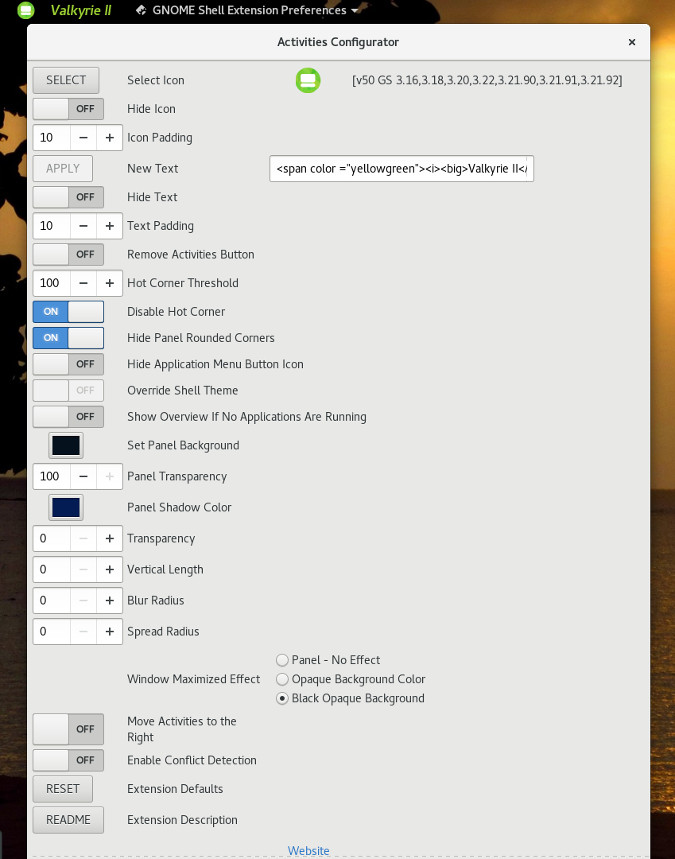 Valkyrie II GNOME Shell Extension Preferences
Activities Configurator ×
SELECT Select Icon [v50 GS 3.16,3.18,3.20,3.22,3.21.90,3.21.91,3.21.92]
OFF Hide Icon
10 − + Icon Padding
APPLY New Text <span color ="yellowgreen"><i><big>Valkyrie II</
OFF Hide Text
10 − + Text Padding
OFF Remove Activities Button
100 − + Hot Corner Threshold
ON Disable Hot Corner
ON Hide Panel Rounded Corners
OFF Hide Application Menu Button Icon
OFF Override Shell Theme
OFF Show Overview If No Applications Are Running
Set Panel Background
100 − + Panel Transparency
Panel Shadow Color
0 − + Transparency
0 − + Vertical Length
0 − + Blur Radius
0 − + Spread Radius
Panel - No Effect
Window Maximized Effect Opaque Background Color
Black Opaque Background
OFF Move Activities to the
Right
OFF Enable Conflict Detection
RESET Extension Defaults
README Extension Description
Website